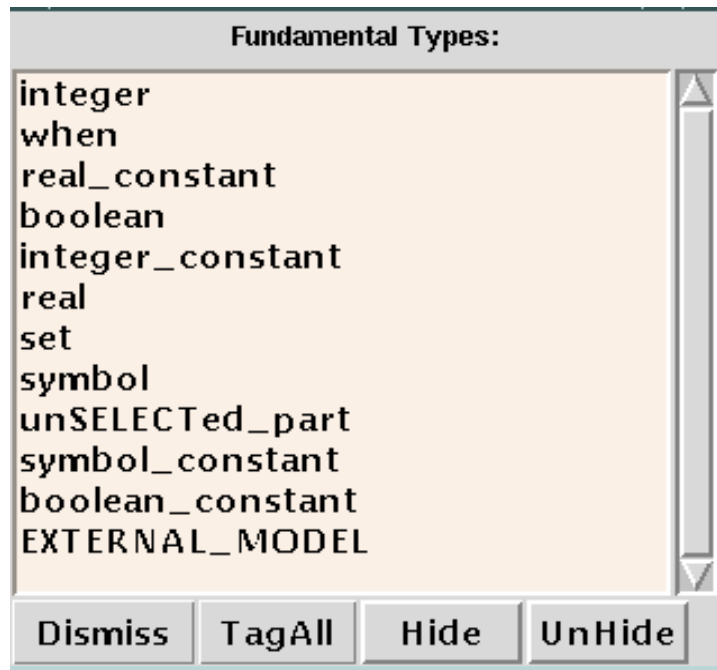 Fundamental Types:
integer
when
real_constant
boolean
integer_constant
real
set
symbol
unSELECTed_part
symbol_constant
boolean_constant
EXTERNAL_MODEL
Dismiss TagAll Hide UnHide